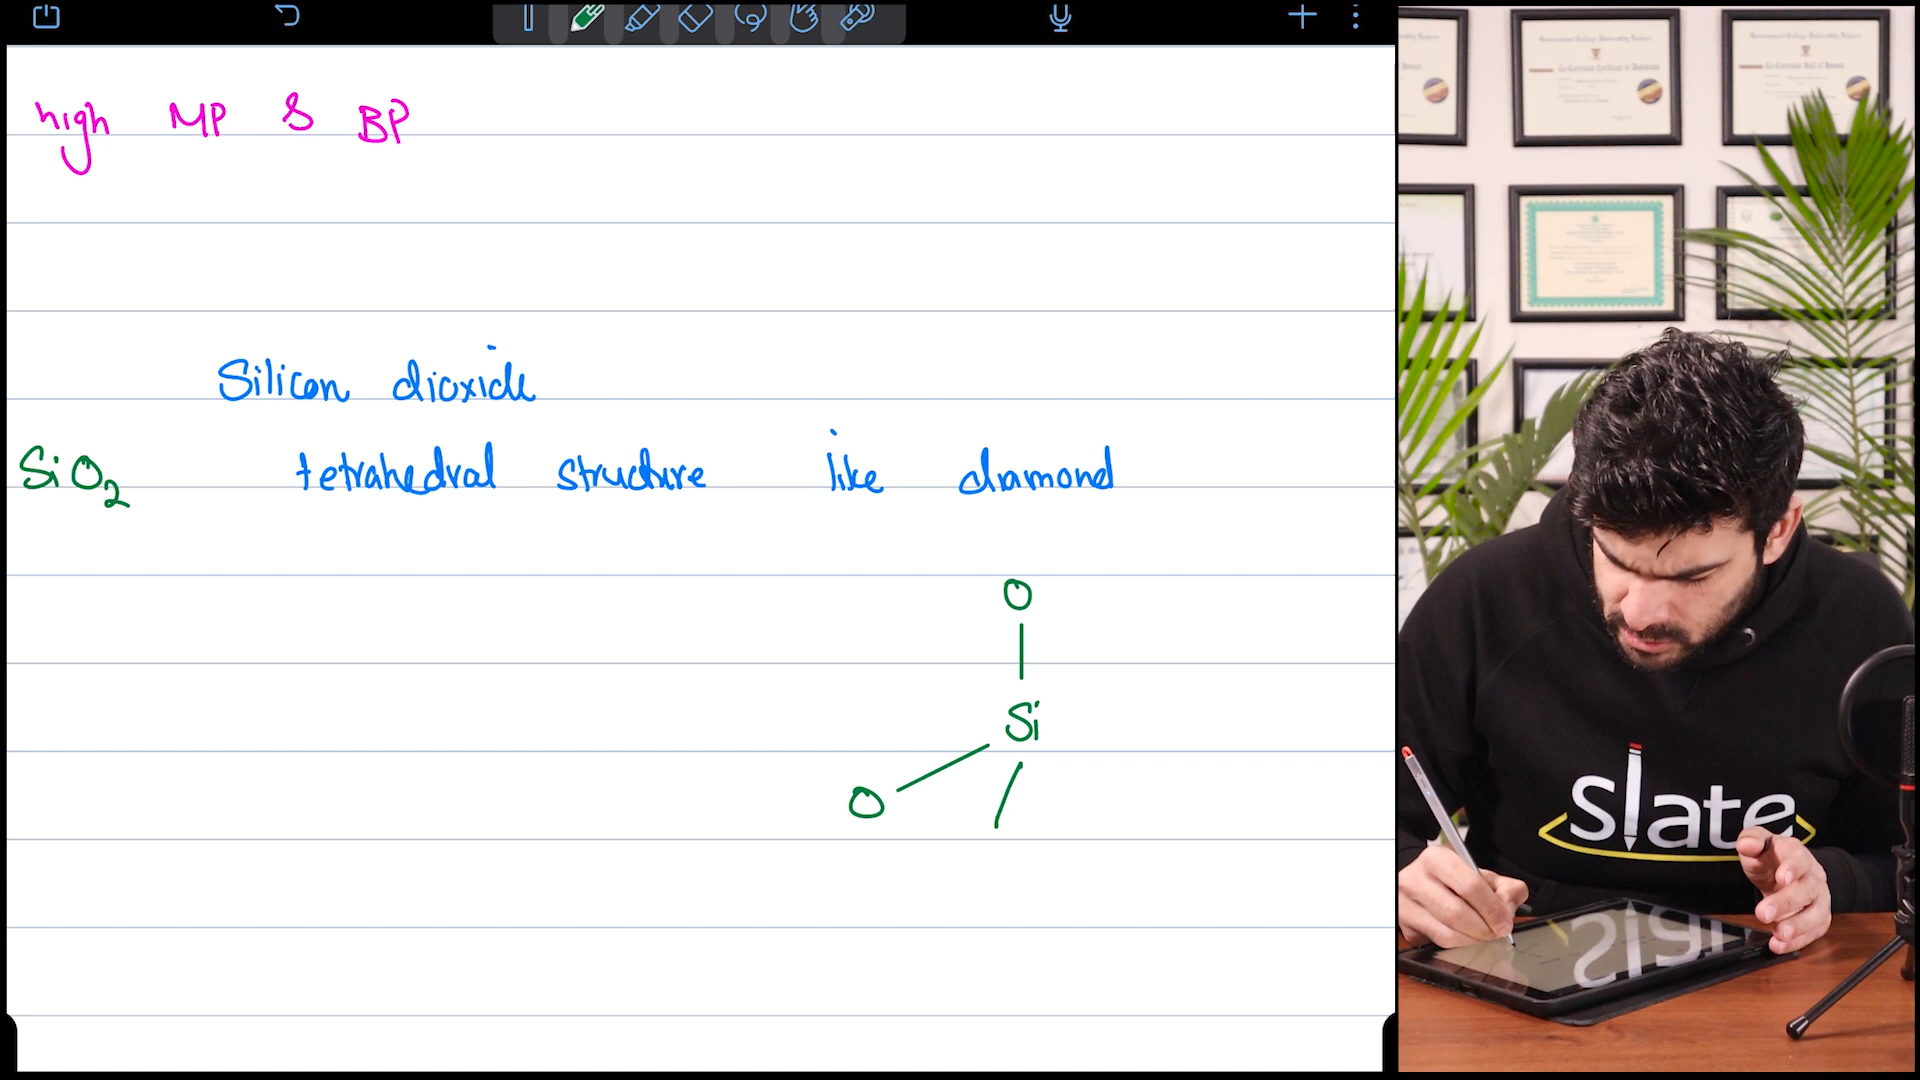 high MP & BP
Silicon dioxide
SiO2 tetrahedral structure like diamond
O
Si
O
slate